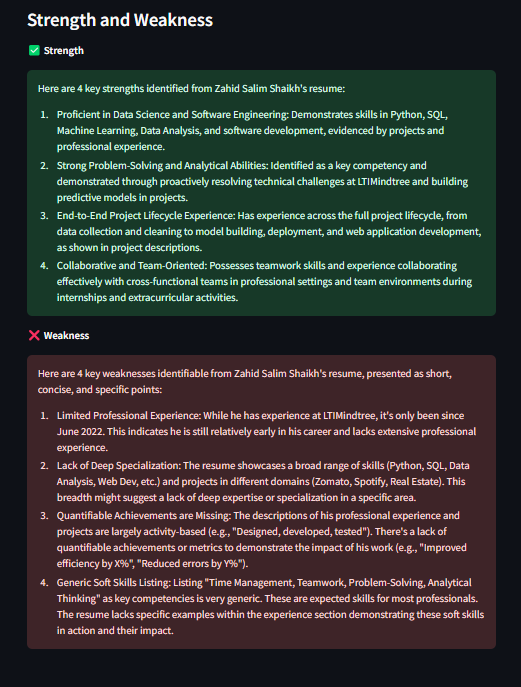 Strength and Weakness
✅ Strength
Here are 4 key strengths identified from Zahid Salim Shaikh's resume:
1. Proficient in Data Science and Software Engineering: Demonstrates skills in Python, SQL,
Machine Learning, Data Analysis, and software development, evidenced by projects and
professional experience.
2. Strong Problem-Solving and Analytical Abilities: Identified as a key competency and
demonstrated through proactively resolving technical challenges at LTIMindtree and building
predictive models in projects.
3. End-to-End Project Lifecycle Experience: Has experience across the full project lifecycle, from
data collection and cleaning to model building, deployment, and web application development,
as shown in project descriptions.
4. Collaborative and Team-Oriented: Possesses teamwork skills and experience collaborating
effectively with cross-functional teams in professional settings and team environments during
internships and extracurricular activities.
❌ Weakness
Here are 4 key weaknesses identifiable from Zahid Salim Shaikh's resume, presented as short,
concise, and specific points:
1. Limited Professional Experience: While he has experience at LTIMindtree, it's only been since
June 2022. This indicates he is still relatively early in his career and lacks extensive professional
experience.
2. Lack of Deep Specialization: The resume showcases a broad range of skills (Python, SQL, Data
Analysis, Web Dev, etc.) and projects in different domains (Zomato, Spotify, Real Estate). This
breadth might suggest a lack of deep expertise or specialization in a specific area.
3. Quantifiable Achievements are Missing: The descriptions of his professional experience and
projects are largely activity-based (e.g., "Designed, developed, tested"). There's a lack of
quantifiable achievements or metrics to demonstrate the impact of his work (e.g., "Improved
efficiency by X%", "Reduced errors by Y%").
4. Generic Soft Skills Listing: Listing "Time Management, Teamwork, Problem-Solving, Analytical
Thinking" as key competencies is very generic. These are expected skills for most professionals.
The resume lacks specific examples within the experience section demonstrating these soft skills
in action and their impact.